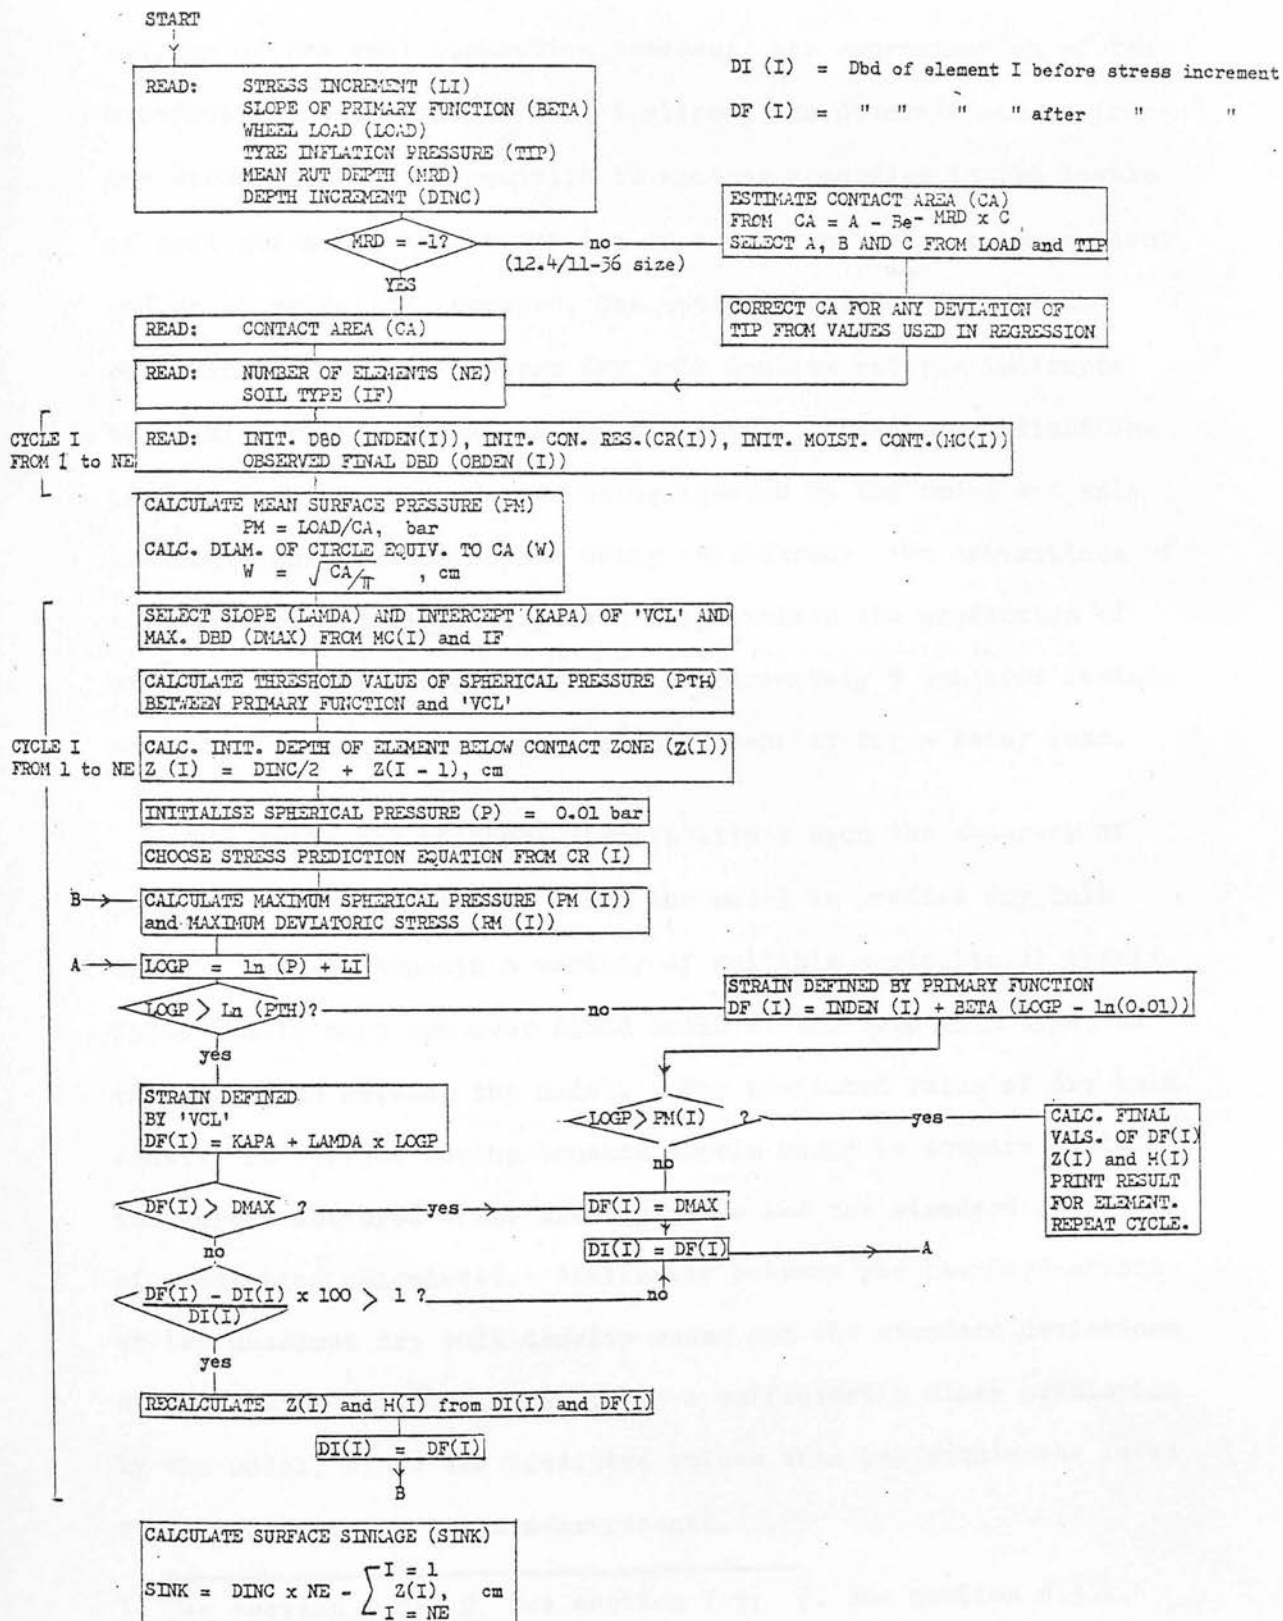 START
DI (I) = Dbd of element I before stress increment
DF (I) = " " " " after " "
READ: STRESS INCREMENT (LI)
SLOPE OF PRIMARY FUNCTION (BETA)
WHEEL LOAD (LOAD)
TYRE INFLATION PRESSURE (TIP)
MEAN RUT DEPTH (MRD)
DEPTH INCREMENT (DINC)
MRD = -1?
no
(12.4/11-36 size)
YES
ESTIMATE CONTACT AREA (CA)
FROM CA = A - Be- MRD x C
SELECT A, B AND C FROM LOAD and TIP
CORRECT CA FOR ANY DEVIATION OF
TIP FROM VALUES USED IN REGRESSION
READ: CONTACT AREA (CA)
READ: NUMBER OF ELEMENTS (NE)
SOIL TYPE (IF)
CYCLE I
FROM 1 to NE
READ: INIT. DBD (INDEN(I)), INIT. CON. RES.(CR(I)), INIT. MOIST. CONT.(MC(I))
OBSERVED FINAL DBD (OBDEN (I))
CALCULATE MEAN SURFACE PRESSURE (PM)
PM = LOAD/CA, bar
CALC. DIAM. OF CIRCLE EQUIV. TO CA (W)
W = √CA/π , cm
SELECT SLOPE (LAMDA) AND INTERCEPT (KAPA) OF 'VCL' AND
MAX. DBD (DMAX) FROM MC(I) and IF
CALCULATE THRESHOLD VALUE OF SPHERICAL PRESSURE (PTH)
BETWEEN PRIMARY FUNCTION and 'VCL'
CYCLE I
FROM 1 to NE
CALC. INIT. DEPTH OF ELEMENT BELOW CONTACT ZONE (Z(I))
Z (I) = DINC/2 + Z(I - 1), cm
INITIALISE SPHERICAL PRESSURE (P) = 0.01 bar
CHOOSE STRESS PREDICTION EQUATION FROM CR (I)
B
CALCULATE MAXIMUM SPHERICAL PRESSURE (PM (I))
and MAXIMUM DEVIATORIC STRESS (RM (I))
A
LOGP = ln (P) + LI
LOGP > Ln (PTH)?
no
STRAIN DEFINED BY PRIMARY FUNCTION
DF (I) = INDEN (I) + BETA (LOGP - ln(0.01))
yes
STRAIN DEFINED
BY 'VCL'
DF(I) = KAPA + LAMDA x LOGP
LOGP > PM(I) ?
yes
no
CALC. FINAL
VALS. OF DF(I)
Z(I) and H(I)
PRINT RESULT
FOR ELEMENT.
REPEAT CYCLE.
DF(I) > DMAX ?
yes
DF(I) = DMAX
no
DI(I) = DF(I)
A
DF(I) - DI(I) x 100 > 1 ?
DI(I)
no
yes
RECALCULATE Z(I) and H(I) from DI(I) and DF(I)
DI(I) = DF(I)
B
CALCULATE SURFACE SINKAGE (SINK)
I = 1
SINK = DINC x NE - Z(I), cm
I = NE